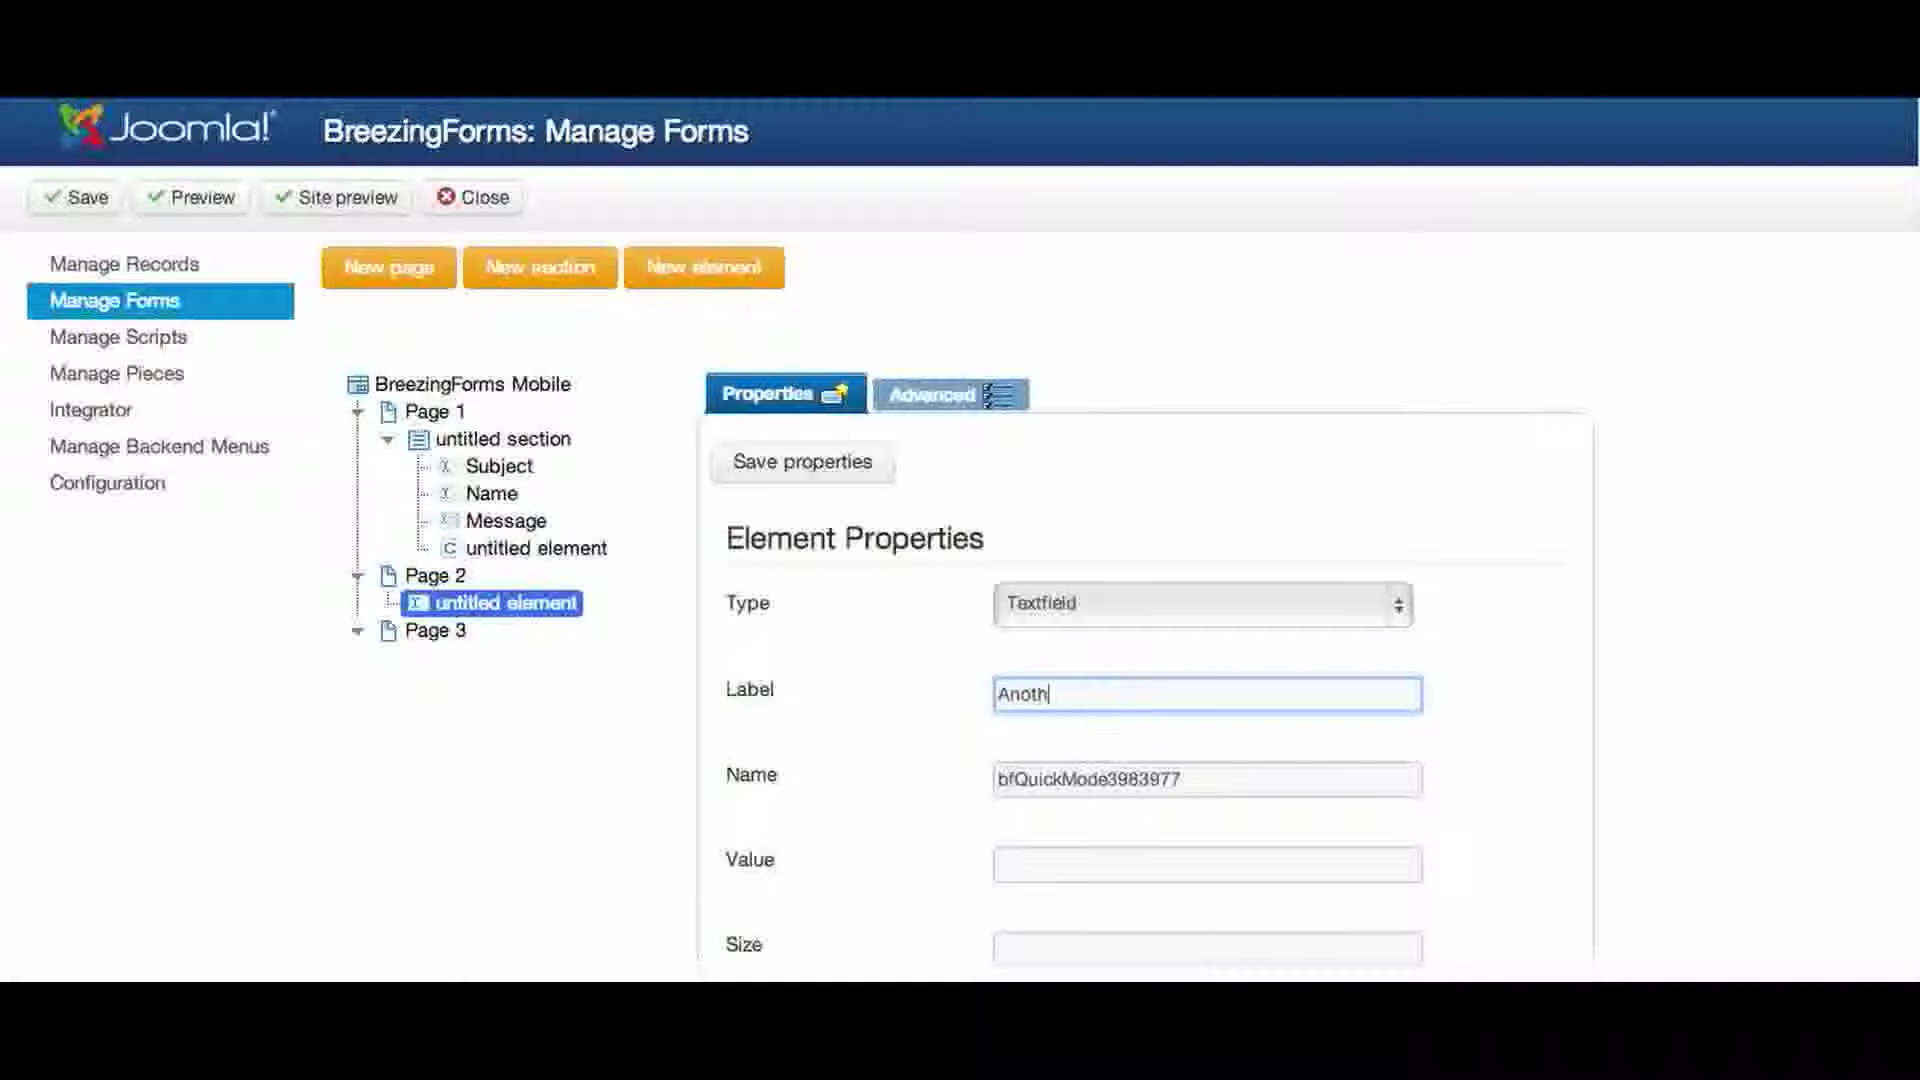 Joomla!
BreezingForms: Manage Forms
Save
Preview
Site preview
Close
Manage Records
Manage Forms
Manage Scripts
Manage Pieces
Integrator
Manage Backend Menus
Configuration
New page
New section
New element
BreezingForms Mobile
Page 1
untitled section
Subject
Name
Message
untitled element
Page 2
untitled element
Page 3
Properties
Advanced
Save properties
Element Properties
Type
Textfield
Label
Anoth
Name
bfQuickMode3983977
Value
Size